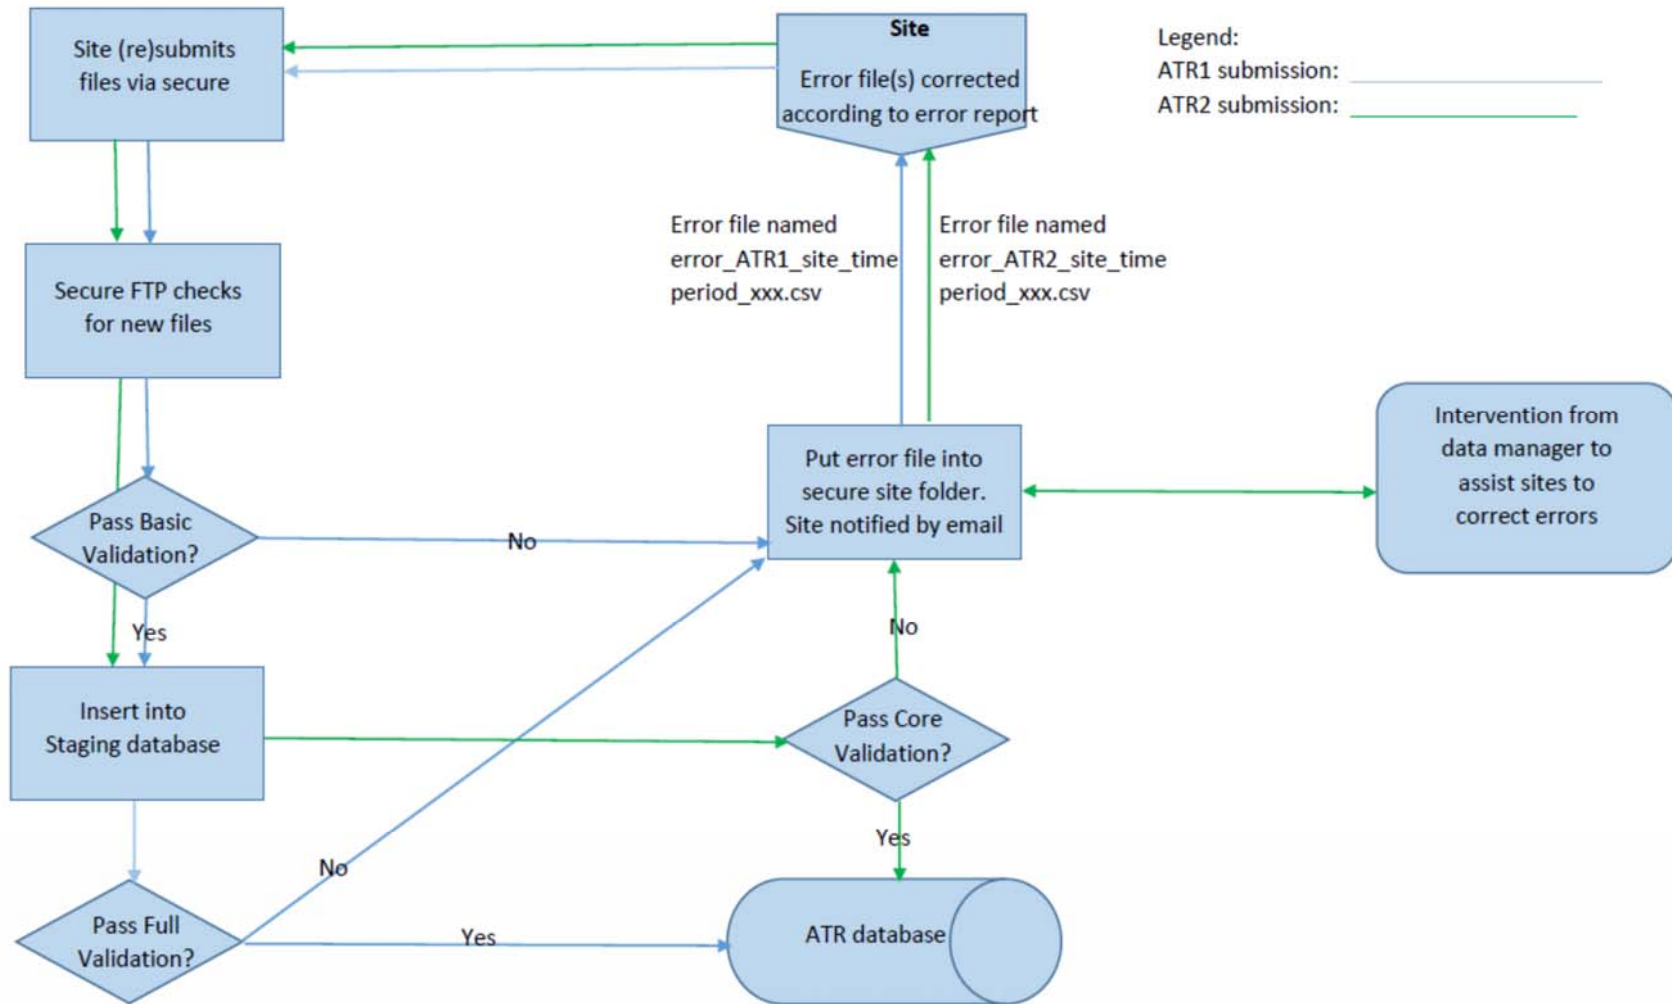 Site (re)submits
files via secure
Site
Error file(s) corrected
according to error report
Legend:
ATR1 submission:
ATR2 submission:
Secure FTP checks
for new files
Error file named
error_ATR1_site_time
period_xxx.csv
Error file named
error_ATR2_site_time
period_xxx.csv
Pass Basic
Validation?
No
Yes
Put error file into
secure site folder.
Site notified by email
Intervention from
data manager to
assist sites to
correct errors
Insert into
Staging database
No
Pass Core
Validation?
Yes
No
Pass Full
Validation?
Yes
ATR database